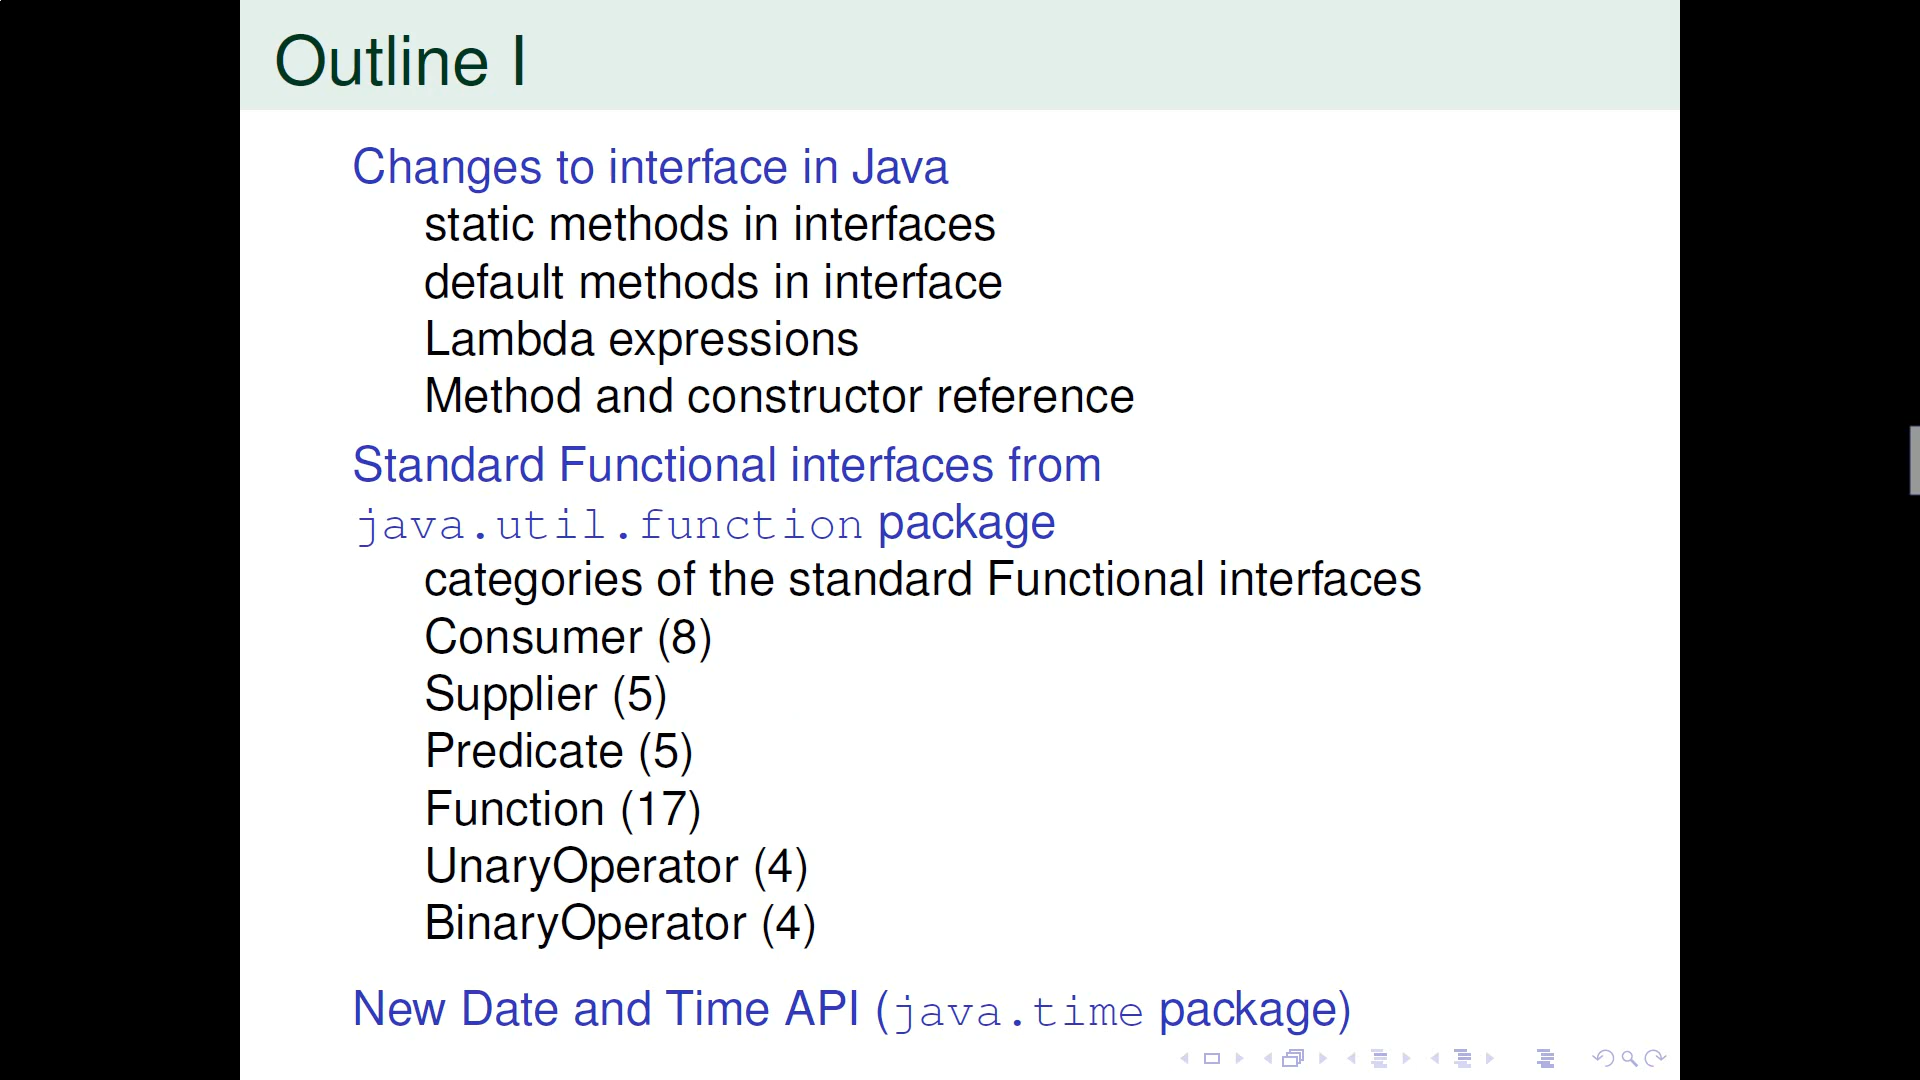 Outline I
Changes to interface in Java
static methods in interfaces
default methods in interface
Lambda expressions
Method and constructor reference
Standard Functional interfaces from
java.util.function package
categories of the standard Functional interfaces
Consumer (8)
Supplier (5)
Predicate (5)
Function (17)
UnaryOperator (4)
BinaryOperator (4)
New Date and Time API (java.time package)